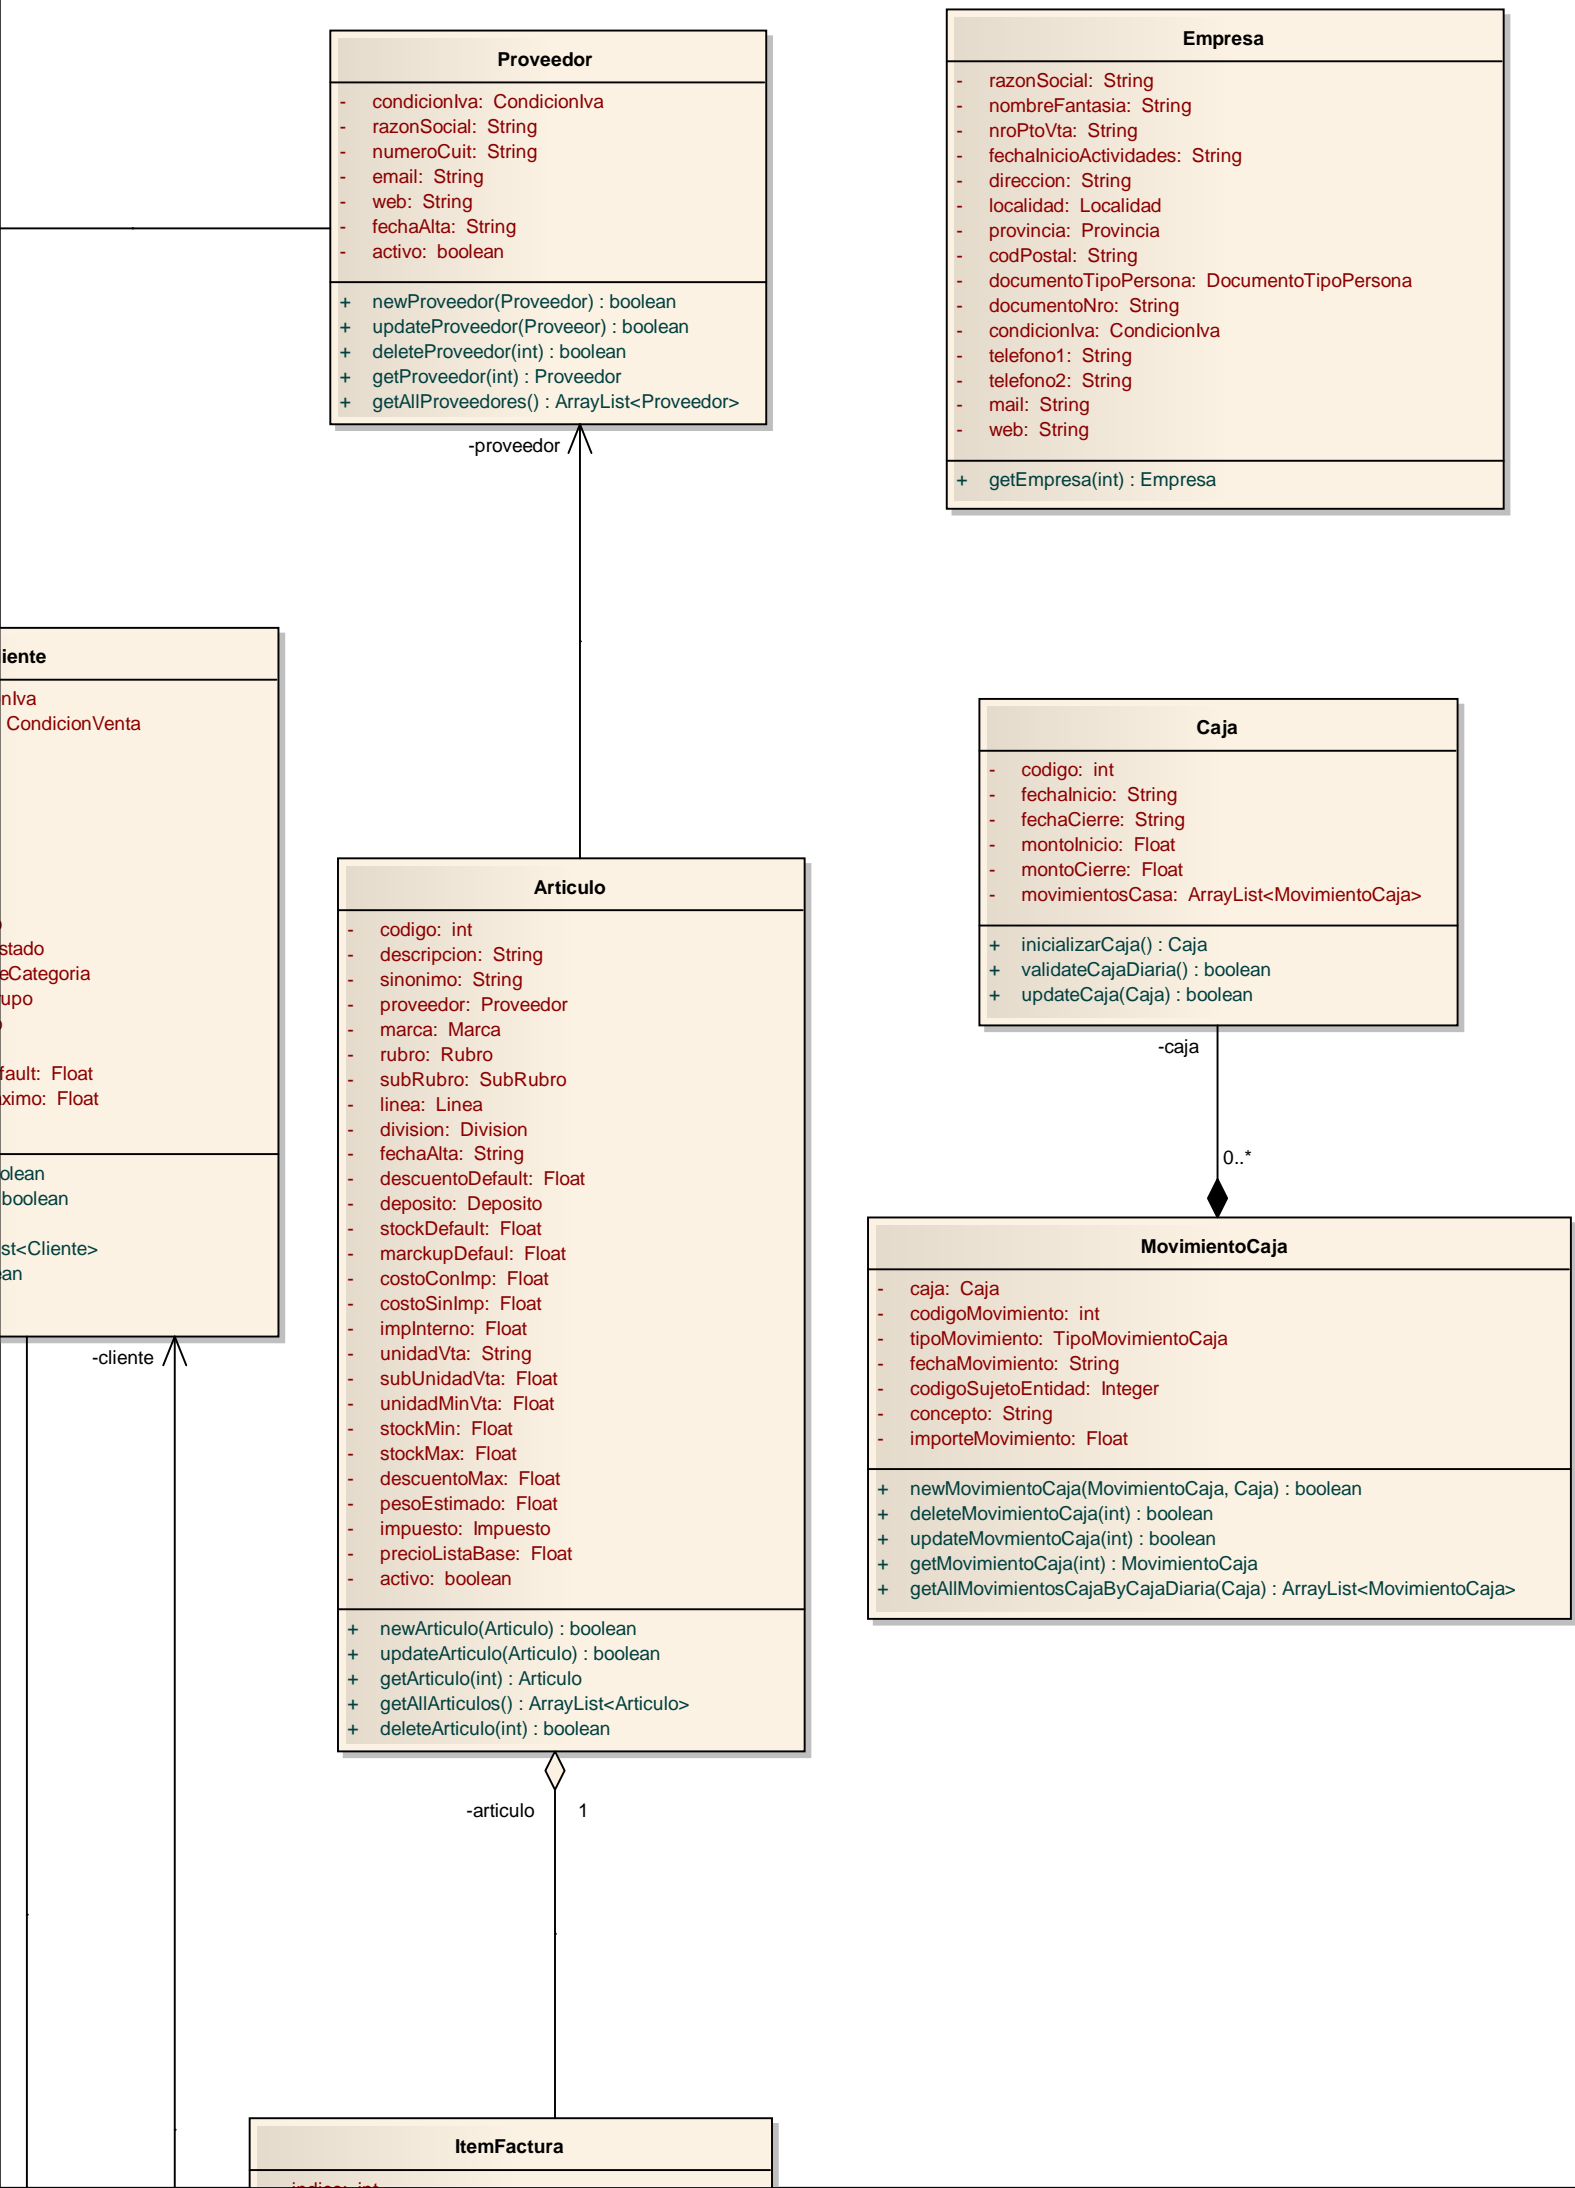 Proveedor
- condicionIva: CondicionIva
- razonSocial: String
- numeroCuit: String
- email: String
- web: String
- fechaAlta: String
- activo: boolean
+ newProveedor(Proveedor) : boolean
+ updateProveedor(Proveeor) : boolean
+ deleteProveedor(int) : boolean
+ getProveedor(int) : Proveedor
+ getAllProveedores() : ArrayList<Proveedor>
-proveedor
Empresa
- razonSocial: String
- nombreFantasia: String
- nroPtoVta: String
- fechaInicioActividades: String
- direccion: String
- localidad: Localidad
- provincia: Provincia
- codPostal: String
- documentoTipoPersona: DocumentoTipoPersona
- documentoNro: String
- condicionIva: CondicionIva
- telefono1: String
- telefono2: String
- mail: String
- web: String
+ getEmpresa(int) : Empresa
iente
nIva
CondicionVenta
stado
eCategoria
upo
fault: Float
ximo: Float
olean
boolean
st<Cliente>
an
-cliente
Caja
- codigo: int
- fechaInicio: String
- fechaCierre: String
- montoInicio: Float
- montoCierre: Float
- movimientosCasa: ArrayList<MovimientoCaja>
+ inicializarCaja() : Caja
+ validateCajaDiaria() : boolean
+ updateCaja(Caja) : boolean
-caja
0..*
Articulo
- codigo: int
- descripcion: String
- sinonimo: String
- proveedor: Proveedor
- marca: Marca
- rubro: Rubro
- subRubro: SubRubro
- linea: Linea
- division: Division
- fechaAlta: String
- descuentoDefault: Float
- deposito: Deposito
- stockDefault: Float
- marckupDefaul: Float
- costoConImp: Float
- costoSinImp: Float
- impInterno: Float
- unidadVta: String
- subUnidadVta: Float
- unidadMinVta: Float
- stockMin: Float
- stockMax: Float
- descuentoMax: Float
- pesoEstimado: Float
- impuesto: Impuesto
- precioListaBase: Float
- activo: boolean
+ newArticulo(Articulo) : boolean
+ updateArticulo(Articulo) : boolean
+ getArticulo(int) : Articulo
+ getAllArticulos() : ArrayList<Articulo>
+ deleteArticulo(int) : boolean
-articulo 1
MovimientoCaja
- caja: Caja
- codigoMovimiento: int
- tipoMovimiento: TipoMovimientoCaja
- fechaMovimiento: String
- codigoSujetoEntidad: Integer
- concepto: String
- importeMovimiento: Float
+ newMovimientoCaja(MovimientoCaja, Caja) : boolean
+ deleteMovimientoCaja(int) : boolean
+ updateMovmientoCaja(int) : boolean
+ getMovimientoCaja(int) : MovimientoCaja
+ getAllMovimientosCajaByCajaDiaria(Caja) : ArrayList<MovimientoCaja>
ItemFactura
indice: int